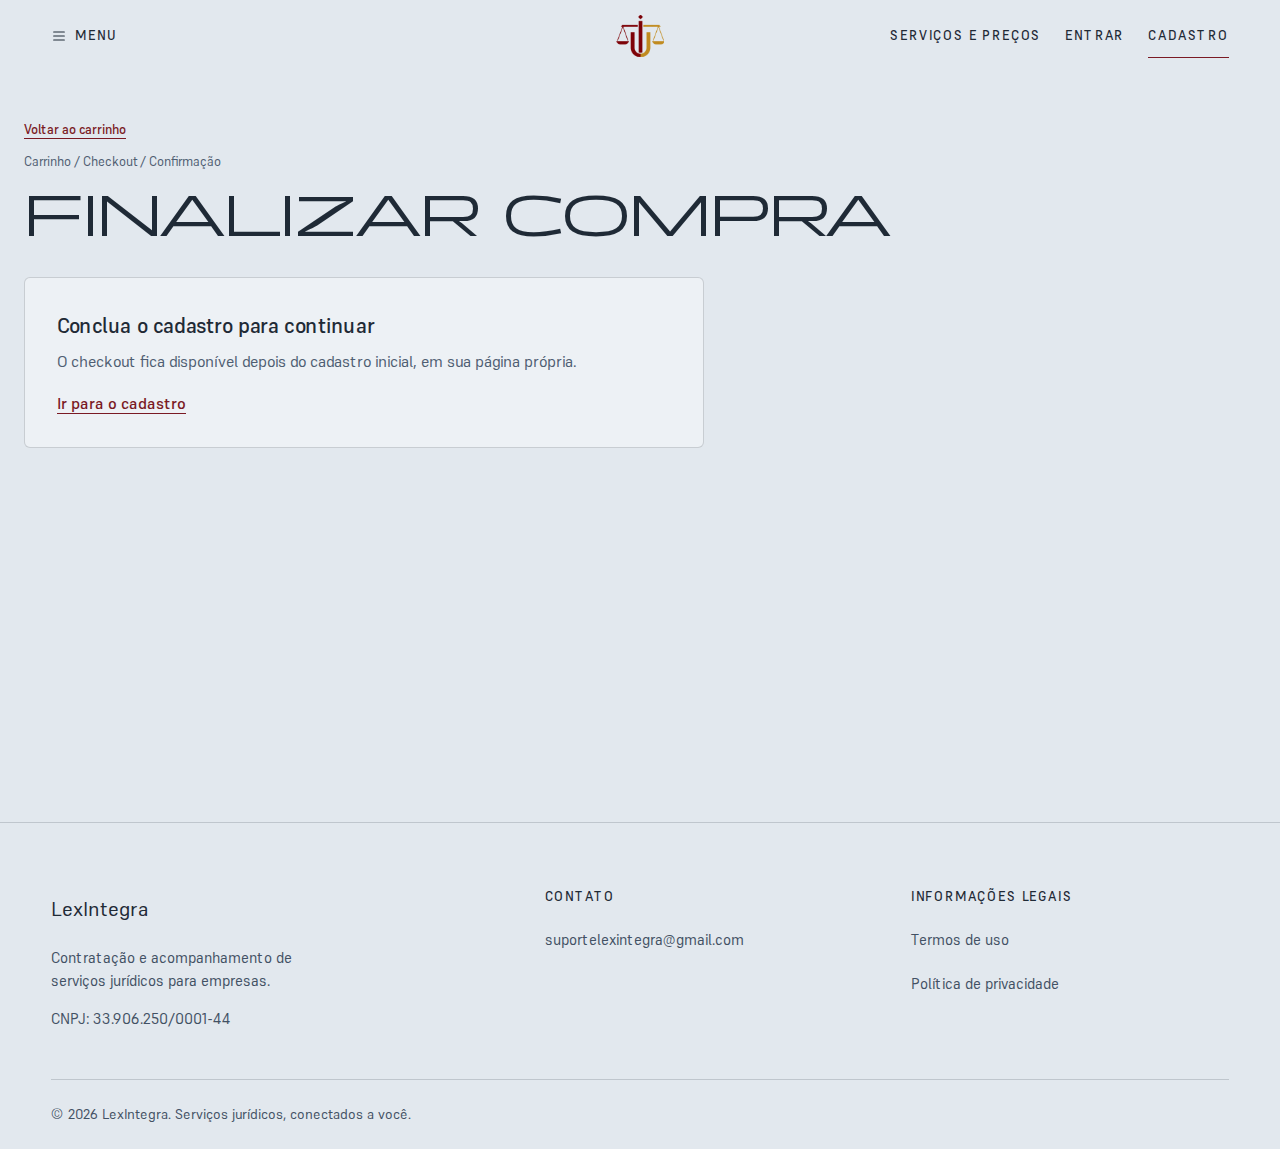 MENU
SERVIÇOS E PREÇOS
ENTRAR
CADASTRO
Voltar ao carrinho
Carrinho / Checkout / Confirmação
FINALIZAR COMPRA
Conclua o cadastro para continuar
O checkout fica disponível depois do cadastro inicial, em sua página própria.
Ir para o cadastro
LexIntegra
Contratação e acompanhamento de
serviços jurídicos para empresas.
CNPJ: 33.906.250/0001-44
CONTATO
suportelexintegra@gmail.com
INFORMAÇÕES LEGAIS
Termos de uso
Política de privacidade
© 2026 LexIntegra. Serviços jurídicos, conectados a você.